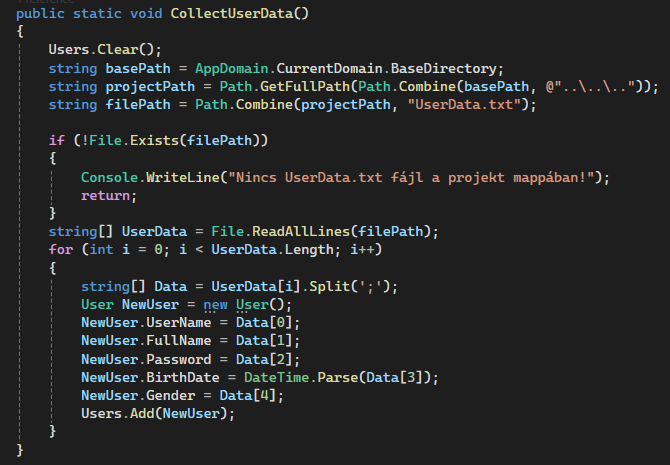 public static void CollectUserData()
{
    Users.Clear();
    string basePath = AppDomain.CurrentDomain.BaseDirectory;
    string projectPath = Path.GetFullPath(Path.Combine(basePath, @"..\..\.."));
    string filePath = Path.Combine(projectPath, "UserData.txt");

    if (!File.Exists(filePath))
    {
        Console.WriteLine("Nincs UserData.txt fájl a projekt mappában!");
        return;
    }
    string[] UserData = File.ReadAllLines(filePath);
    for (int i = 0; i < UserData.Length; i++)
    {
        string[] Data = UserData[i].Split(';');
        User NewUser = new User();
        NewUser.UserName = Data[0];
        NewUser.FullName = Data[1];
        NewUser.Password = Data[2];
        NewUser.BirthDate = DateTime.Parse(Data[3]);
        NewUser.Gender = Data[4];
        Users.Add(NewUser);
    }
}